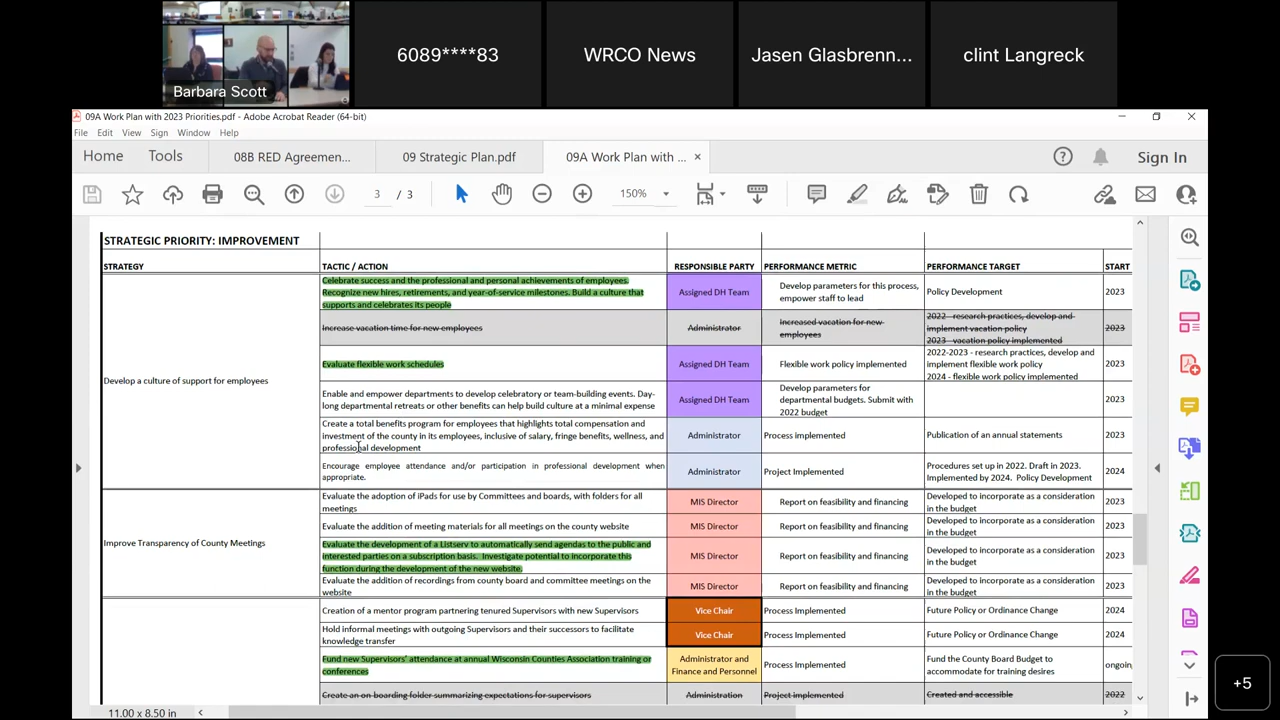 Barbara Scott
6089****83
WRCO News
Jasen Glasbrenn...
clint Langreck
09A Work Plan with 2023 Priorities.pdf - Adobe Acrobat Reader (64-bit)
File Edit View Sign Window Help
Home Tools 08B RED Agreemen... 09 Strategic Plan.pdf 09A Work Plan with ... × Sign In
3 / 3 150%
STRATEGIC PRIORITY: IMPROVEMENT
STRATEGY TACTIC / ACTION RESPONSIBLE PARTY PERFORMANCE METRIC PERFORMANCE TARGET START
Develop a culture of support for employees
Celebrate success and the professional and personal achievements of employees.
Recognize new hires, retirements, and year-of-service milestones. Build a culture that
supports and celebrates its people
Assigned DH Team
Develop parameters for this process,
empower staff to lead
Policy Development
2023
Increase vacation time for new employees
Administrator
Increased vacation for new
employees
2022 - research practices, develop and
implement vacation policy
2023 - vacation policy implemented
2023
Evaluate flexible work schedules
Assigned DH Team
Flexible work policy implemented
2022-2023 - research practices, develop and
implement flexible work policy
2024 - flexible work policy implemented
2023
Enable and empower departments to develop celebratory or team-building events. Day-
long departmental retreats or other benefits can help build culture at a minimal expense
Assigned DH Team
Develop parameters for
departmental budgets. Submit with
2022 budget
2023
Create a total benefits program for employees that highlights total compensation and
investment of the county in its employees, inclusive of salary, fringe benefits, wellness, and
professional development
Administrator
Process implemented
Publication of an annual statements
2023
Encourage employee attendance and/or participation in professional development when
appropriate.
Administrator
Project Implemented
Procedures set up in 2022. Draft in 2023.
Implemented by 2024. Policy Development
2024
Improve Transparency of County Meetings
Evaluate the adoption of iPads for use by Committees and boards, with folders for all
meetings
MIS Director
Report on feasibility and financing
Developed to incorporate as a consideration
in the budget
2023
Evaluate the addition of meeting materials for all meetings on the county website
MIS Director
Report on feasibility and financing
Developed to incorporate as a consideration
in the budget
2023
Evaluate the development of a Listserv to automatically send agendas to the public and
interested parties on a subscription basis. Investigate potential to incorporate this
function during the development of the new website.
MIS Director
Report on feasibility and financing
Developed to incorporate as a consideration
in the budget
2023
Evaluate the addition of recordings from county board and committee meetings on the
website
MIS Director
Report on feasibility and financing
Developed to incorporate as a consideration
in the budget
2023
Creation of a mentor program partnering tenured Supervisors with new Supervisors
Vice Chair
Process Implemented
Future Policy or Ordinance Change
2024
Hold informal meetings with outgoing Supervisors and their successors to facilitate
knowledge transfer
Vice Chair
Process Implemented
Future Policy or Ordinance Change
2024
Fund new Supervisors' attendance at annual Wisconsin Counties Association training or
conferences
Administrator and
Finance and Personnel
Process Implemented
Fund the County Board Budget to
accommodate for training desires
ongoin
Create an on-boarding folder summarizing expectations for supervisors
Administration
Project implemented
Created and accessible
2022
+5
11.00 x 8.50 in